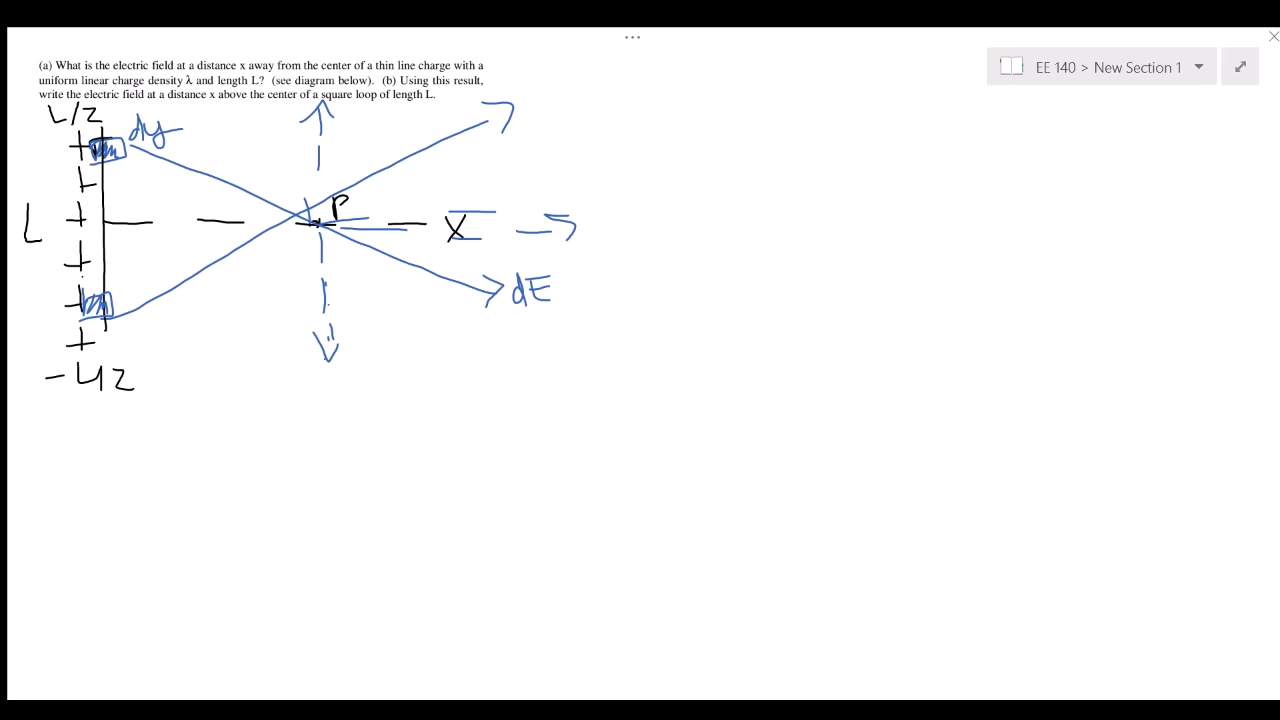 (a) What is the electric field at a distance x away from the center of a thin line charge with a
uniform linear charge density λ and length L? (see diagram below). (b) Using this result,
write the electric field at a distance x above the center of a square loop of length L.
EE 140 > New Section 1
L/2
dy
P
L
X
dE
-L/2